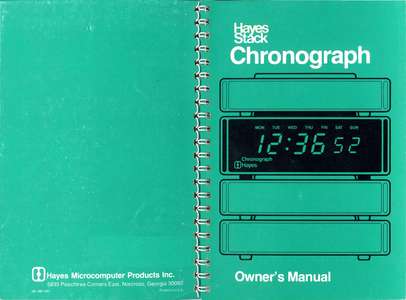 Hayes
Stack
Chronograph
MON TUE WED THU FRI SAT SUN
12:36 52
Chronograph
Hayes
Owner's Manual
Hayes Microcomputer Products Inc.
5835 Peachtree Corners East, Norcross, Georgia 30092